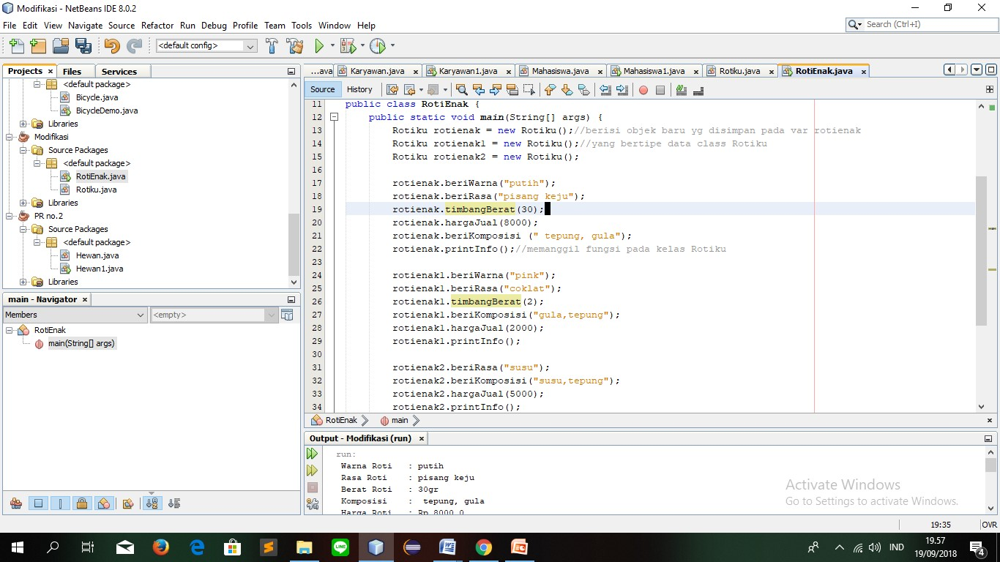 Modifikasi - NetBeans IDE 8.0.2
File Edit View Navigate Source Refactor Run Debug Profile Team Tools Window Help
Search (Ctrl+I)
<default config>
Projects × Files Services
<default package>
Bicycle.java
BicycleDemo.java
Libraries
Modifikasi
Source Packages
<default package>
RotiEnak.java
Rotiku.java
Libraries
PR no.2
Source Packages
<default package>
Hewan.java
Hewan1.java
Libraries
main - Navigator ×
Members <empty>
RotiEnak
main(String[] args)
...ava Karyawan.java × Karyawan1.java × Mahasiswa.java × Mahasiswa1.java × Rotiku.java × RotiEnak.java ×
Source History
11 public class RotiEnak {
12 public static void main(String[] args) {
13 Rotiku rotienak = new Rotiku();//berisi objek baru yg disimpan pada var rotienak
14 Rotiku rotienak1 = new Rotiku();//yang bertipe data class Rotiku
15 Rotiku rotienak2 = new Rotiku();
16
17 rotienak.beriWarna("putih");
18 rotienak.beriRasa("pisang keju");
19 rotienak.timbangBerat(30);
20 rotienak.hargaJual(8000);
21 rotienak.beriKomposisi (" tepung, gula");
22 rotienak.printInfo();//memanggil fungsi pada kelas Rotiku
23
24 rotienak1.beriWarna("pink");
25 rotienak1.beriRasa("coklat");
26 rotienak1.timbangBerat(2);
27 rotienak1.beriKomposisi("gula,tepung");
28 rotienak1.hargaJual(2000);
29 rotienak1.printInfo();
30
31 rotienak2.beriRasa("susu");
32 rotienak2.beriKomposisi("susu,tepung");
33 rotienak2.hargaJual(5000);
34 rotienak2.printInfo();
RotiEnak main
Output - Modifikasi (run) ×
run:
Warna Roti : putih
Rasa Roti : pisang keju
Berat Roti : 30gr
Komposisi : tepung, gula
Harga Roti : Rp 8000.0
Activate Windows
Go to Settings to activate Windows.
19:35 OVR
LINE
IND
19.57
19/09/2018
4